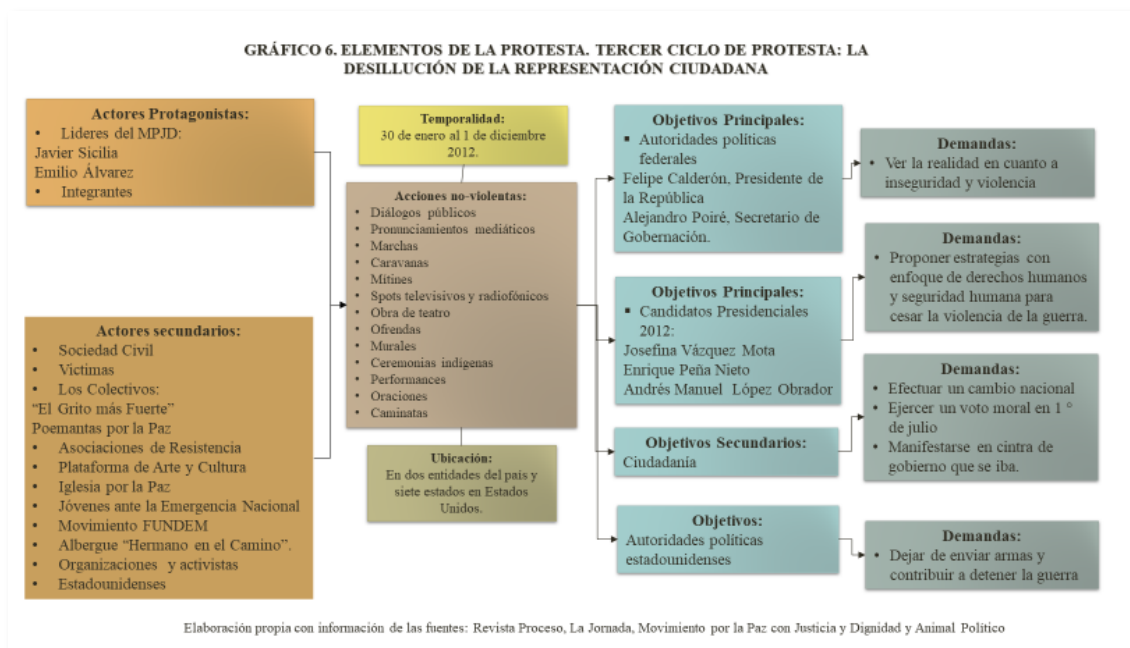 GRÁFICO 6. ELEMENTOS DE LA PROTESTA. TERCER CICLO DE PROTESTA: LA
DESILLUCIÓN DE LA REPRESENTACIÓN CIUDADANA
Actores Protagonistas:
• Lideres del MPJD:
Javier Sicilia
Emilio Álvarez
• Integrantes
Actores secundarios:
• Sociedad Civil
• Victimas
• Los Colectivos:
“El Grito más Fuerte”
Poemantas por la Paz
• Asociaciones de Resistencia
• Plataforma de Arte y Cultura
• Iglesia por la Paz
• Jóvenes ante la Emergencia Nacional
• Movimiento FUNDEM
• Albergue “Hermano en el Camino”.
• Organizaciones y activistas
• Estadounidenses
Temporalidad:
30 de enero al 1 de diciembre
2012.
Acciones no-violentas:
• Diálogos públicos
• Pronunciamientos mediáticos
• Marchas
• Caravanas
• Mítines
• Spots televisivos y radiofónicos
• Obra de teatro
• Ofrendas
• Murales
• Ceremonias indígenas
• Performances
• Oraciones
• Caminatas
Ubicación:
En dos entidades del país y
siete estados en Estados
Unidos.
Objetivos Principales:
▪ Autoridades políticas
federales
Felipe Calderón, Presidente de
la República
Alejandro Poiré, Secretario de
Gobernación.
Objetivos Principales:
▪ Candidatos Presidenciales
2012:
Josefina Vázquez Mota
Enrique Peña Nieto
Andrés Manuel López Obrador
Objetivos Secundarios:
Ciudadanía
Objetivos:
Autoridades políticas
estadounidenses
Demandas:
• Ver la realidad en cuanto a
inseguridad y violencia
Demandas:
• Proponer estrategias con
enfoque de derechos humanos
y seguridad humana para
cesar la violencia de la guerra.
Demandas:
• Efectuar un cambio nacional
• Ejercer un voto moral en 1 °
de julio
• Manifestarse en cintra de
gobierno que se iba.
Demandas:
• Dejar de enviar armas y
contribuir a detener la guerra
Elaboración propia con información de las fuentes: Revista Proceso, La Jornada, Movimiento por la Paz con Justicia y Dignidad y Animal Político